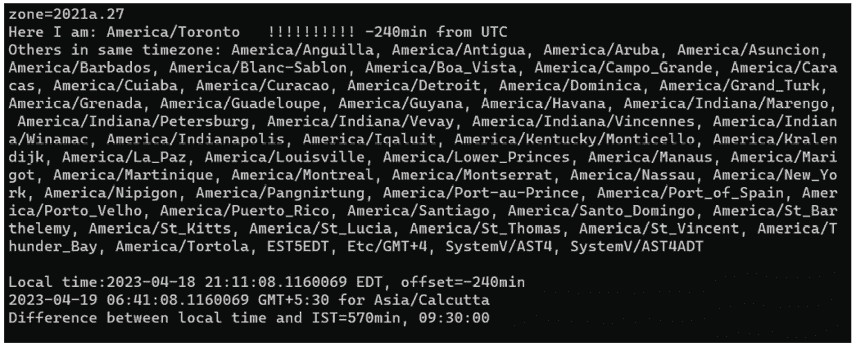 zone=2021a.27
Here I am: America/Toronto   !!!!!!!!!! -240min from UTC
Others in same timezone: America/Anguilla, America/Antigua, America/Aruba, America/Asuncion,
America/Barbados, America/Blanc-Sablon, America/Boa_Vista, America/Campo_Grande, America/Cara
cas, America/Cuiaba, America/Curacao, America/Detroit, America/Dominica, America/Grand_Turk,
America/Grenada, America/Guadeloupe, America/Guyana, America/Havana, America/Indiana/Marengo,
 America/Indiana/Petersburg, America/Indiana/Vevay, America/Indiana/Vincennes, America/Indian
a/Winamac, America/Indianapolis, America/Iqaluit, America/Kentucky/Monticello, America/Kralen
dijk, America/La_Paz, America/Louisville, America/Lower_Princes, America/Manaus, America/Mari
got, America/Martinique, America/Montreal, America/Montserrat, America/Nassau, America/New_Yo
rk, America/Nipigon, America/Pangnirtung, America/Port-au-Prince, America/Port_of_Spain, Amer
ica/Porto_Velho, America/Puerto_Rico, America/Santiago, America/Santo_Domingo, America/St_Bar
thelemy, America/St_Kitts, America/St_Lucia, America/St_Thomas, America/St_Vincent, America/T
hunder_Bay, America/Tortola, EST5EDT, Etc/GMT+4, SystemV/AST4, SystemV/AST4ADT
Local time:2023-04-18 21:11:08.1160069 EDT, offset=-240min
2023-04-19 06:41:08.1160069 GMT+5:30 for Asia/Calcutta
Difference between local time and IST=570min, 09:30:00